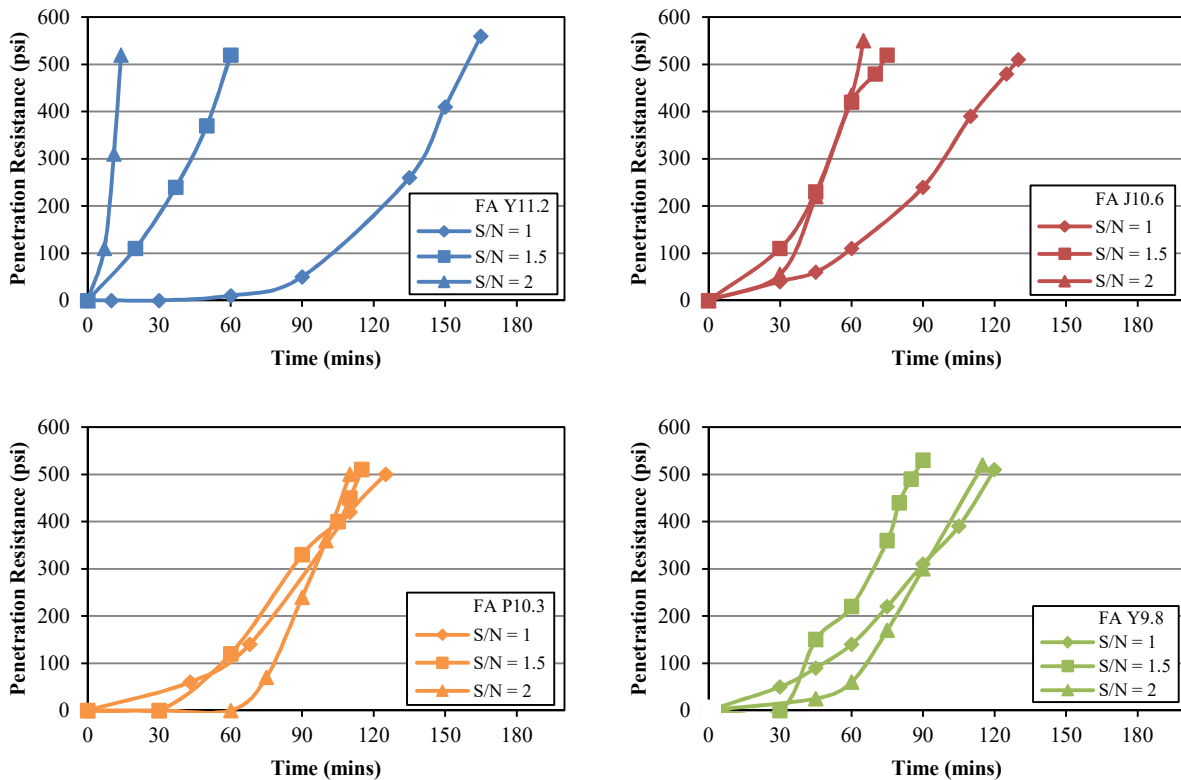 600
500
400
300
200
100
0
Penetration Resistance (psi)
0 30 60 90 120 150 180
Time (mins)
FA Y11.2
S/N = 1
S/N = 1.5
S/N = 2
600
500
400
300
200
100
0
Penetration Resistance (psi)
0 30 60 90 120 150 180
Time (mins)
FA J10.6
S/N = 1
S/N = 1.5
S/N = 2
600
500
400
300
200
100
0
Penetration Resistance (psi)
0 30 60 90 120 150 180
Time (mins)
FA P10.3
S/N = 1
S/N = 1.5
S/N = 2
600
500
400
300
200
100
0
Penetration Resistance (psi)
0 30 60 90 120 150 180
Time (mins)
FA Y9.8
S/N = 1
S/N = 1.5
S/N = 2